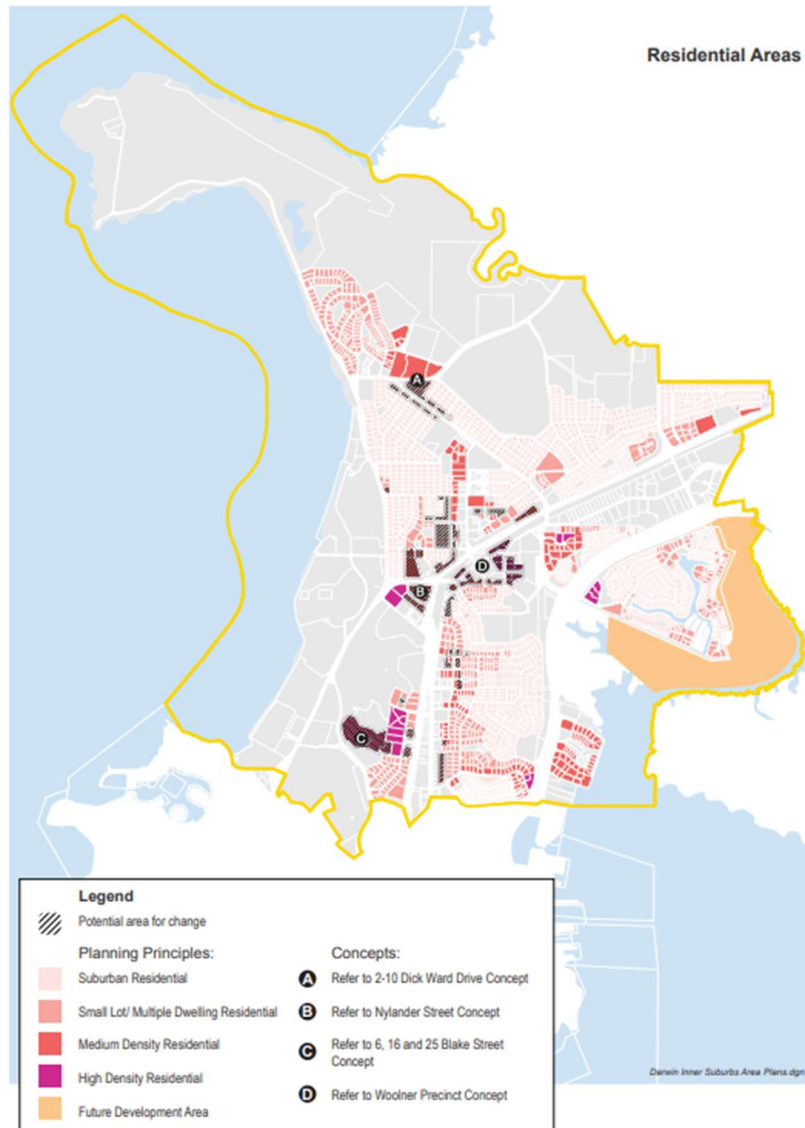 Residential Areas
A
D
B
C
Legend
Potential area for change
Planning Principles:
Suburban Residential
Small Lot/ Multiple Dwelling Residential
Medium Density Residential
High Density Residential
Future Development Area
Concepts:
A Refer to 2-10 Dick Ward Drive Concept
B Refer to Nylander Street Concept
C Refer to 6, 16 and 25 Blake Street
Concept
D Refer to Woolner Precinct Concept
Darwin Inner Suburbs Area Plans.dgn